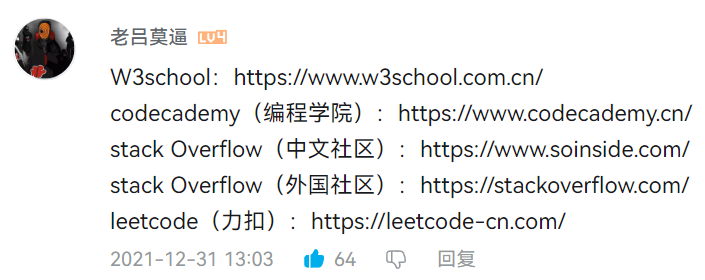 老吕莫逼 LV4
W3school：https://www.w3school.com.cn/
codecademy（编程学院）：https://www.codecademy.cn/
stack Overflow（中文社区）：https://www.soinside.com/
stack Overflow（外国社区）：https://stackoverflow.com/
leetcode（力扣）：https://leetcode-cn.com/
2021-12-31 13:03 64 回复